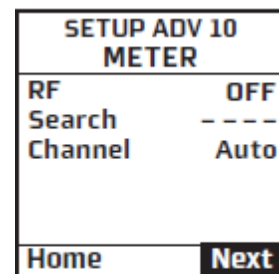 SETUP ADV 10
METER
RF OFF
Search ----
Channel Auto
Home Next